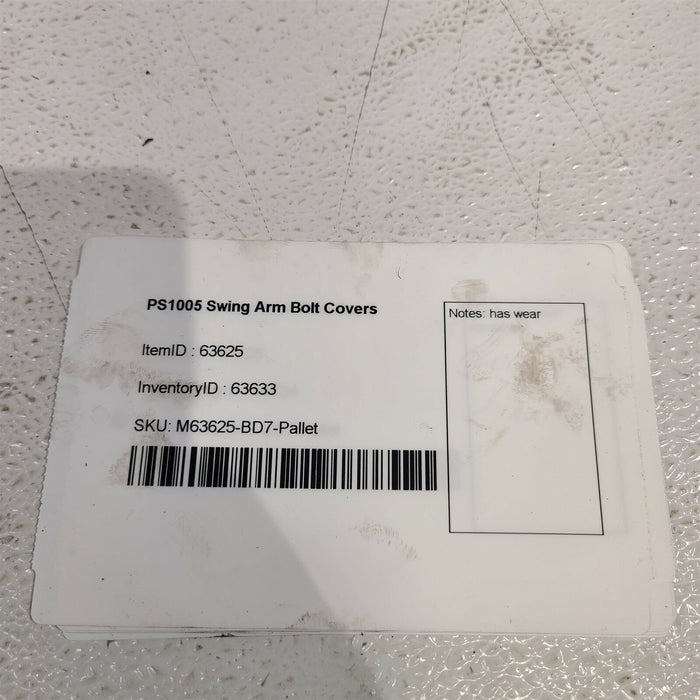 PS1005 Swing Arm Bolt Covers
ItemID : 63625
InventoryID : 63633
SKU: M63625-BD7-Pallet
Notes: has wear